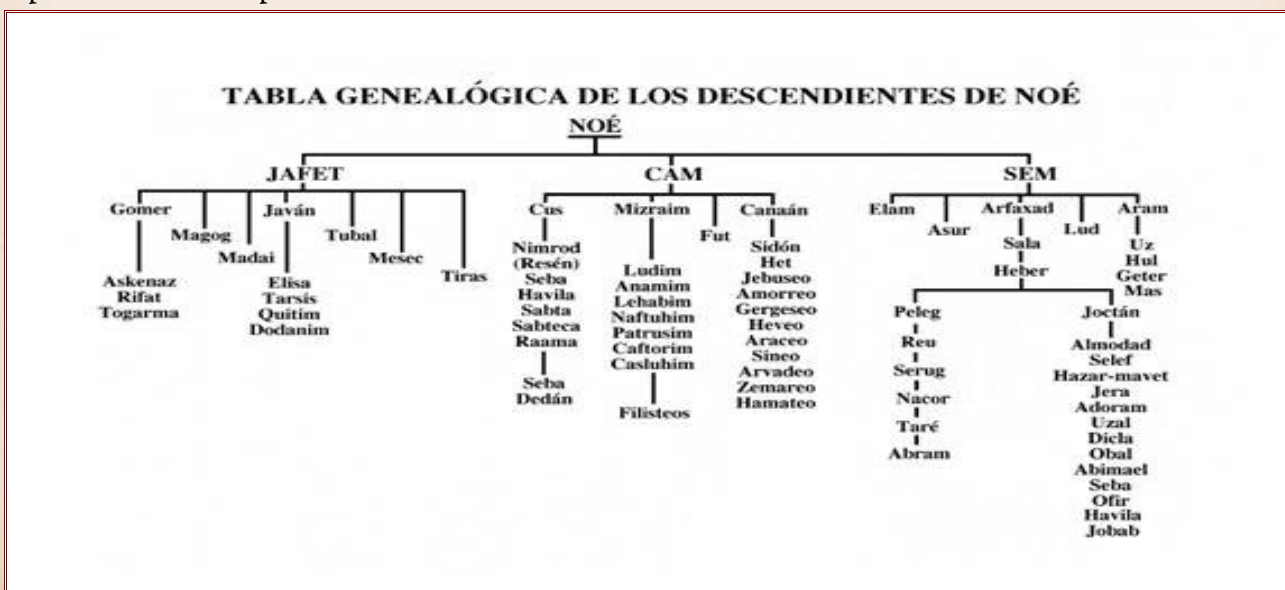 TABLA GENEALÓGICA DE LOS DESCENDIENTES DE NOÉ
NOÉ
JAFET
CAM
SEM
Gomer
Magog
Madai
Javán
Tubal
Mesec
Tiras
Askenaz
Rifat
Togarma
Elisa
Tarsis
Quitim
Dodanim
Cus
Mizraim
Fut
Canaán
Nimrod
(Resén)
Seba
Havila
Sabta
Sabteca
Raama
Seba
Dedán
Ludim
Anamim
Lehabim
Naftuhim
Patrusim
Caftorim
Casluhim
Filisteos
Sidón
Het
Jebuseo
Amorreo
Gergeseo
Heveo
Araceo
Sineo
Arvadeo
Zemareo
Hamateo
Elam
Asur
Arfaxad
Lud
Aram
Sala
Heber
Uz
Hul
Geter
Mas
Peleg
Reu
Serug
Nacor
Taré
Abram
Joctán
Almodad
Selef
Hazar-mavet
Jera
Adoram
Uzal
Dicla
Obal
Abimael
Seba
Ofir
Havila
Jobab